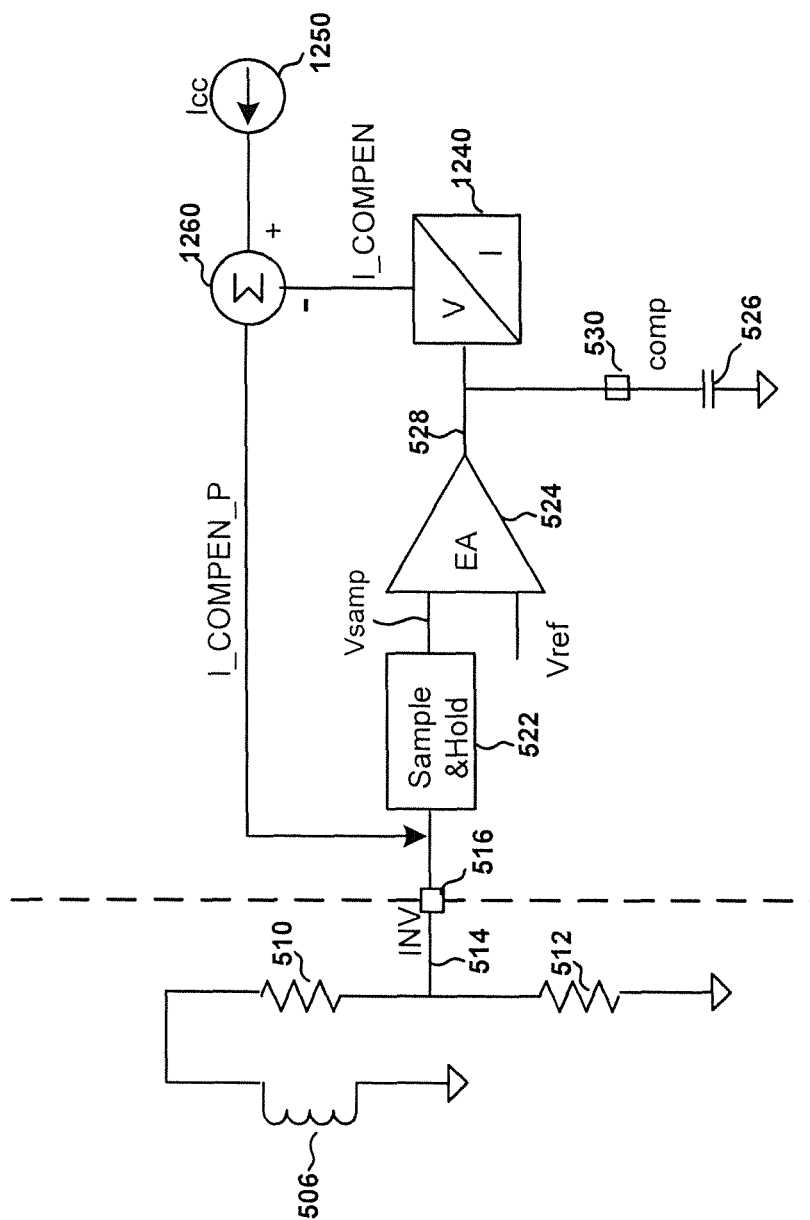 Icc
1250
1260
Σ
+
-
I_COMPEN
I_COMPEN_P
1240
V
I
528
530
comp
526
EA
524
Vsamp
Vref
Sample
&Hold
522
516
INV
514
510
512
506